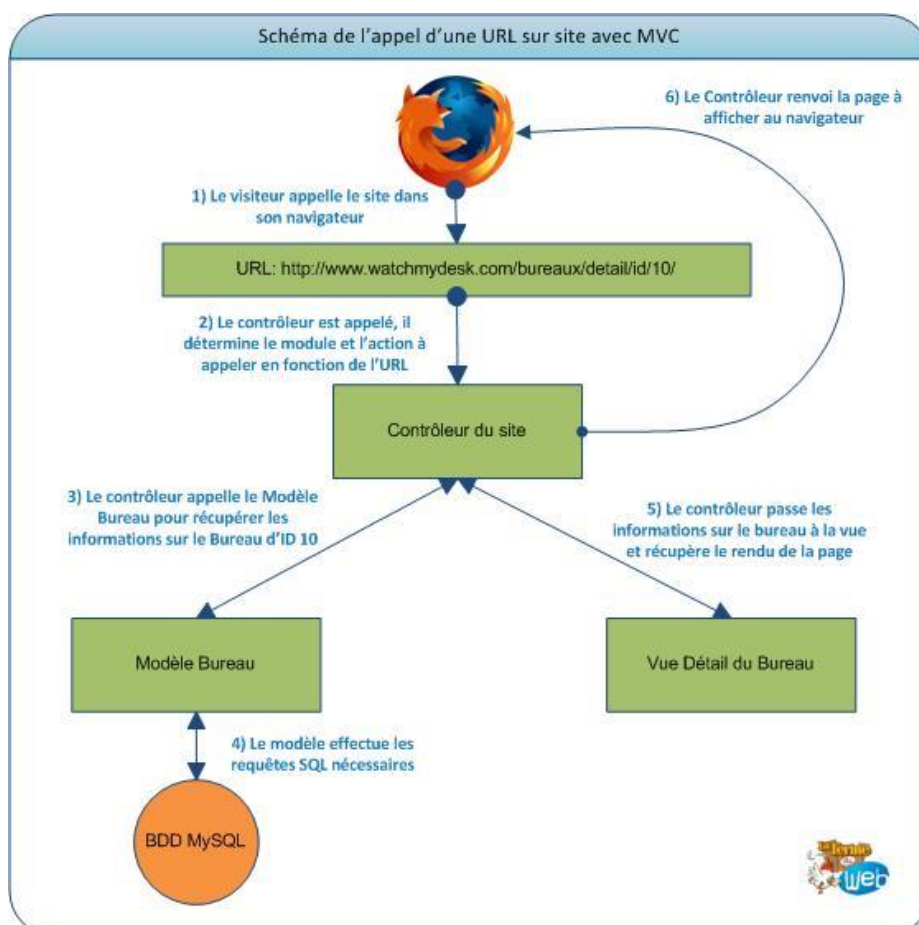 Schéma de l'appel d'une URL sur site avec MVC
6) Le Contrôleur renvoi la page à
afficher au navigateur
1) Le visiteur appelle le site dans
son navigateur
URL: http://www.watchmydesk.com/bureaux/detail/id/10/
2) Le contrôleur est appelé, il
détermine le module et l'action à
appeler en fonction de l'URL
Contrôleur du site
3) Le contrôleur appelle le Modèle
Bureau pour récupérer les
informations sur le Bureau d'ID 10
5) Le contrôleur passe les
informations sur le bureau à la vue
et récupère le rendu de la page
Modèle Bureau
Vue Détail du Bureau
4) Le modèle effectue les
requêtes SQL nécessaires
BDD MySQL
la ferme
du
web